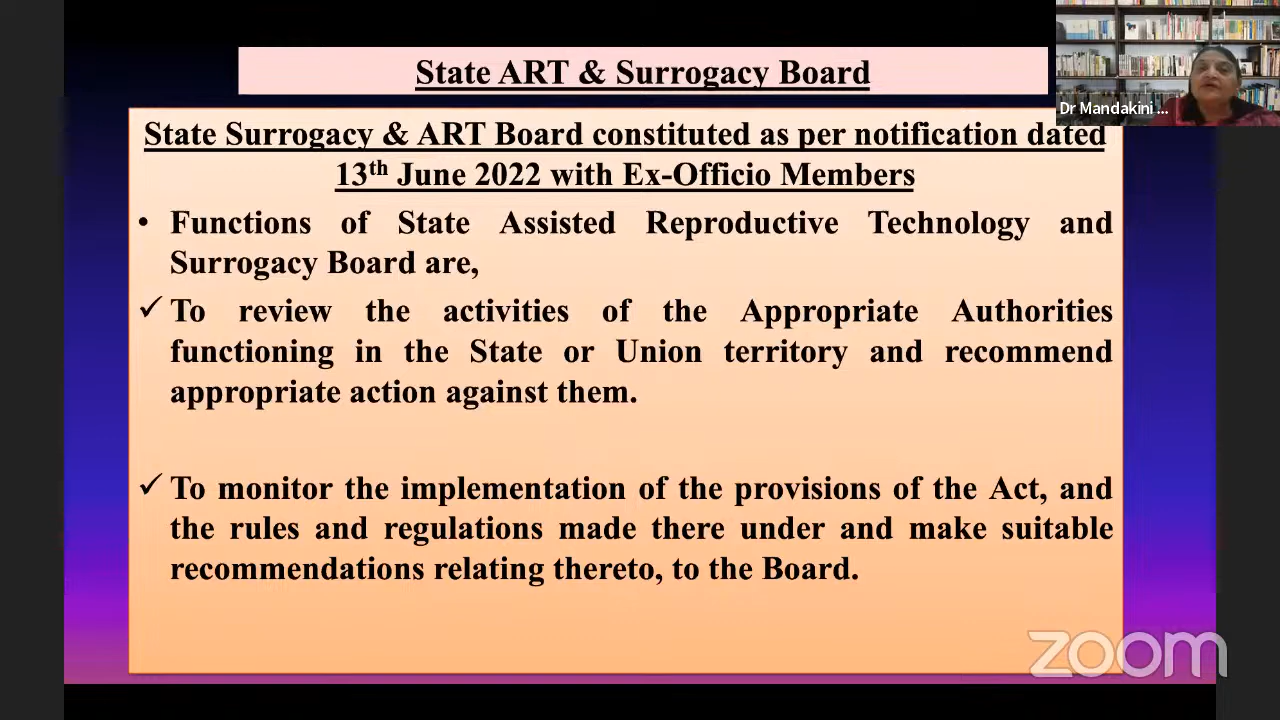 State ART & Surrogacy Board
Dr Mandakini ...
State Surrogacy & ART Board constituted as per notification dated
13th June 2022 with Ex-Officio Members
• Functions of State Assisted Reproductive Technology and
Surrogacy Board are,
✓ To review the activities of the Appropriate Authorities
functioning in the State or Union territory and recommend
appropriate action against them.
✓ To monitor the implementation of the provisions of the Act, and
the rules and regulations made there under and make suitable
recommendations relating thereto, to the Board.
zoom